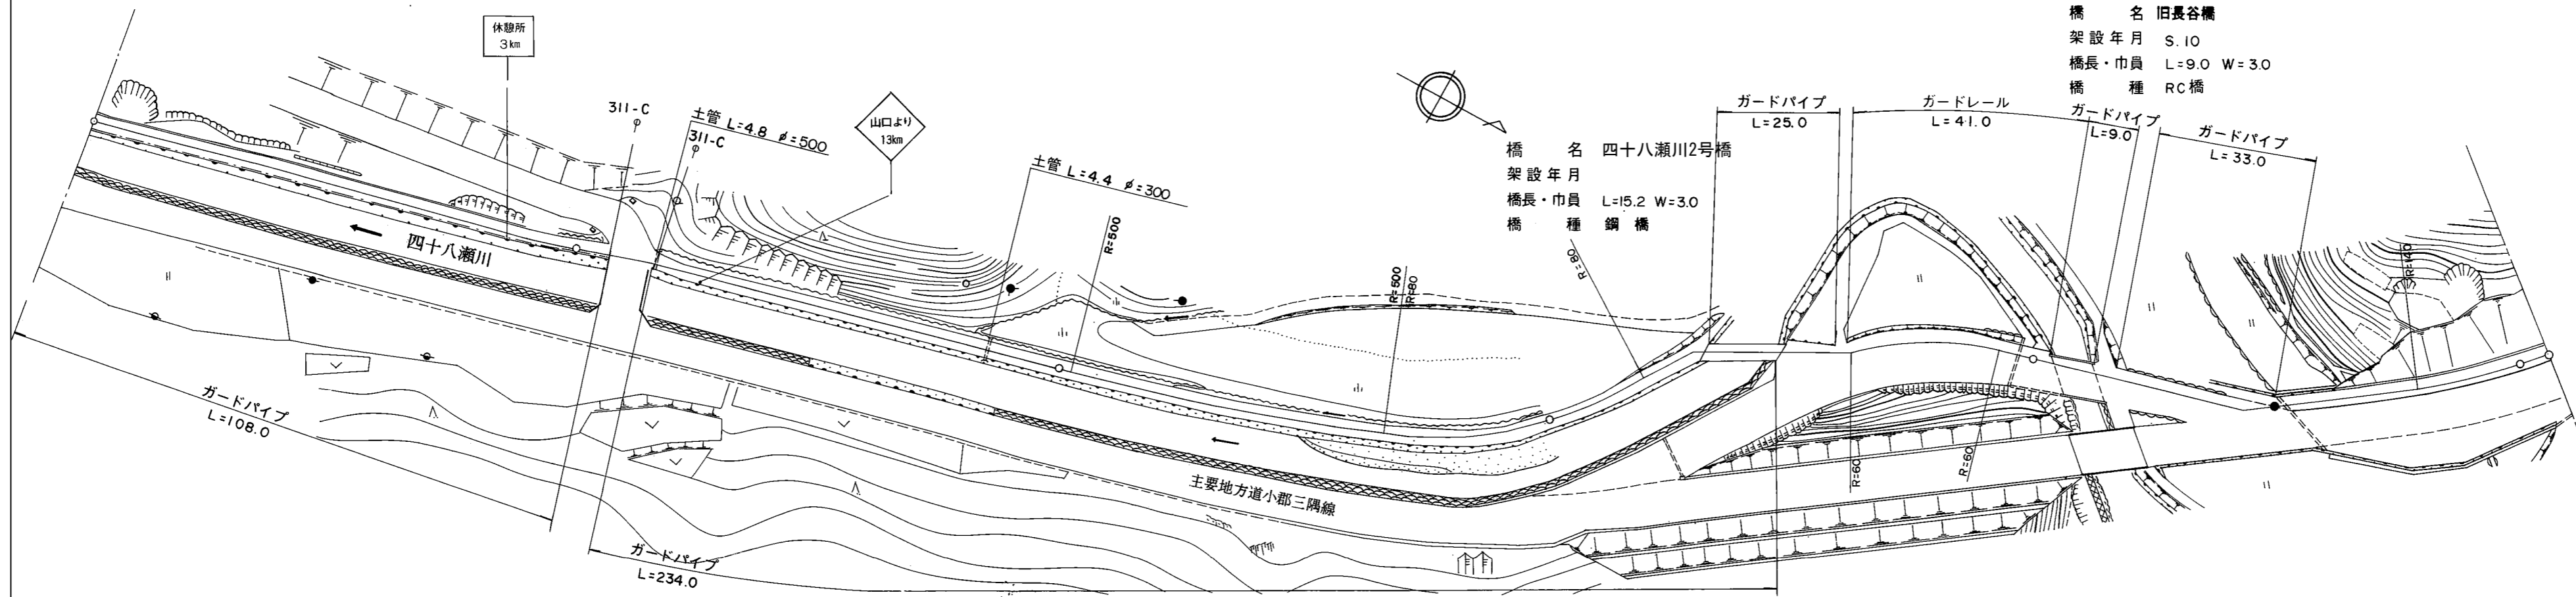 休憩所
3km
311-C
土管 L=4.8 ø=500
311-C
山口より
13km
土管 L=4.4 ø=300
R=500
四十八瀬川
ガードパイプ
L=108.0
ガードパイプ
L=234.0
主要地方道小郡三隅線
R=500
R=80
橋 名 四十八瀬川2号橋
架設年月
橋長・巾員 L=15.2 W=3.0
橋 種 鋼橋
R=80
ガードパイプ
L=25.0
ガードレール
L=41.0
ガードパイプ
L=9.0
ガードパイプ
L=33.0
橋 名 旧長谷橋
架設年月 S.10
橋長・巾員 L=9.0 W=3.0
橋 種 RC橋
R=60
R=60
R=140